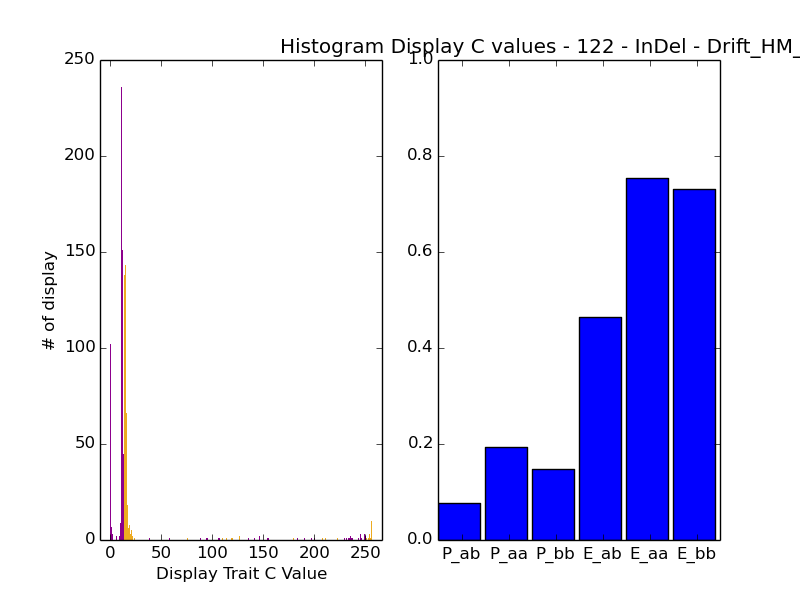 Histogram Display C values - 122 - InDel - Drift_HM_
250
200
150
100
50
0
# of display
0 50 100 150 200 250
Display Trait C Value
1.0
0.8
0.6
0.4
0.2
0.0
P_ab P_aa P_bb E_ab E_aa E_bb